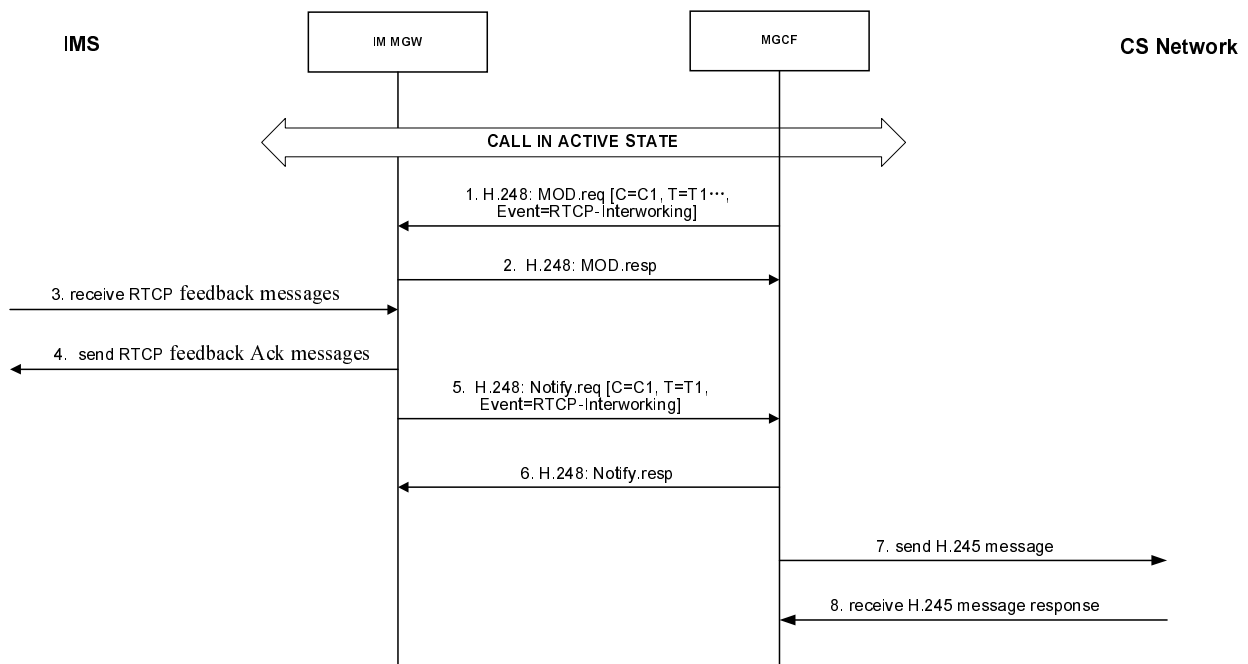 IMS
IM MGW
MGCF
CS Network
CALL IN ACTIVE STATE
1. H.248: MOD.req [C=C1, T=T1⋯,
Event=RTCP-Interworking]
2. H.248: MOD.resp
3. receive RTCP feedback messages
4. send RTCP feedback Ack messages
5. H.248: Notify.req [C=C1, T=T1,
Event=RTCP-Interworking]
6. H.248: Notify.resp
7. send H.245 message
8. receive H.245 message response